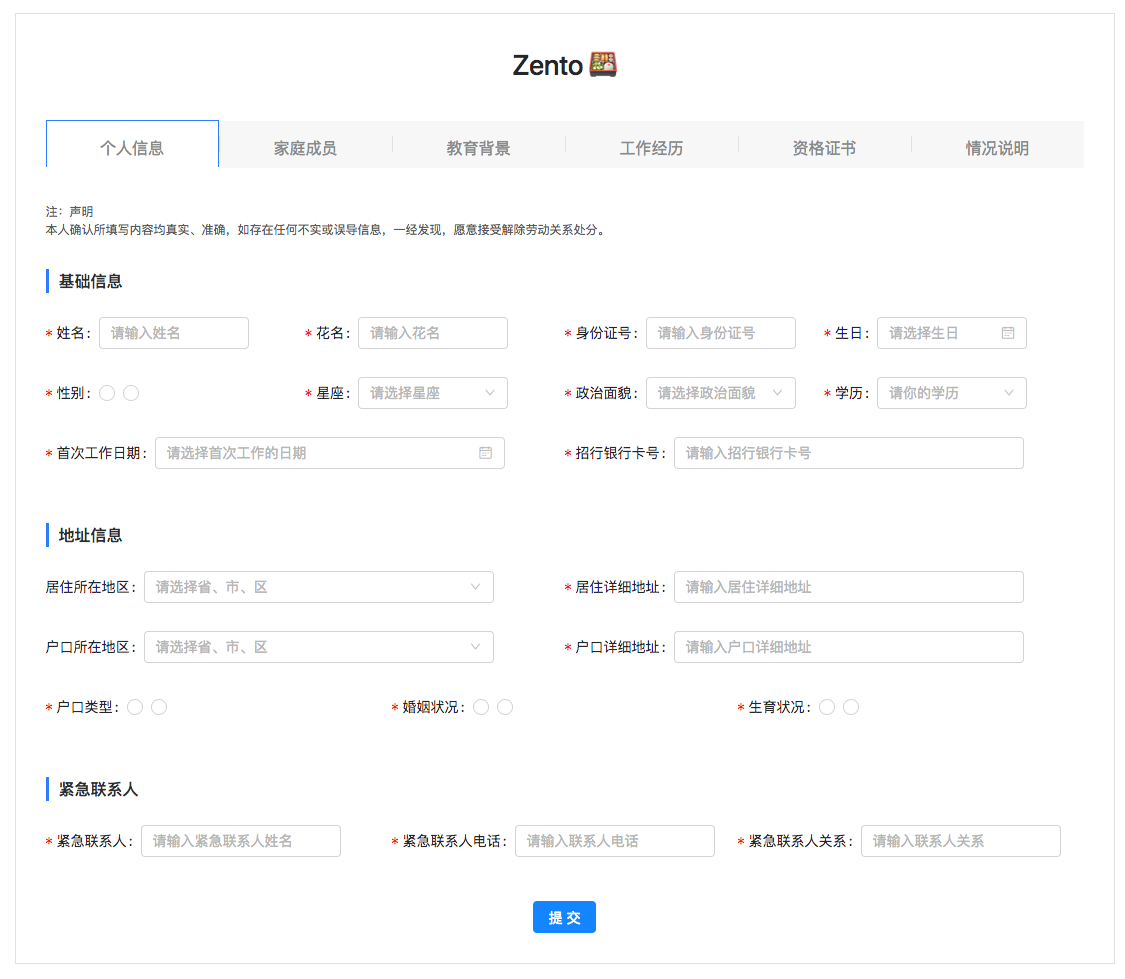 Zento🍱
个人信息 家庭成员 教育背景 工作经历 资格证书 情况说明
注：声明
本人确认所填写内容均真实、准确，如存在任何不实或误导信息，一经发现，愿意接受解除劳动关系处分。
基础信息
* 姓名： 请输入姓名 * 花名： 请输入花名 * 身份证号： 请输入身份证号 * 生日： 请选择生日
* 性别： * 星座： 请选择星座 * 政治面貌： 请选择政治面貌 * 学历： 请你的学历
* 首次工作日期： 请选择首次工作的日期 * 招行银行卡号： 请输入招行银行卡号
地址信息
居住所在地区： 请选择省、市、区 * 居住详细地址： 请输入居住详细地址
户口所在地区： 请选择省、市、区 * 户口详细地址： 请输入户口详细地址
* 户口类型： * 婚姻状况： * 生育状况：
紧急联系人
* 紧急联系人： 请输入紧急联系人姓名 * 紧急联系人电话： 请输入联系人电话 * 紧急联系人关系： 请输入联系人关系
提 交